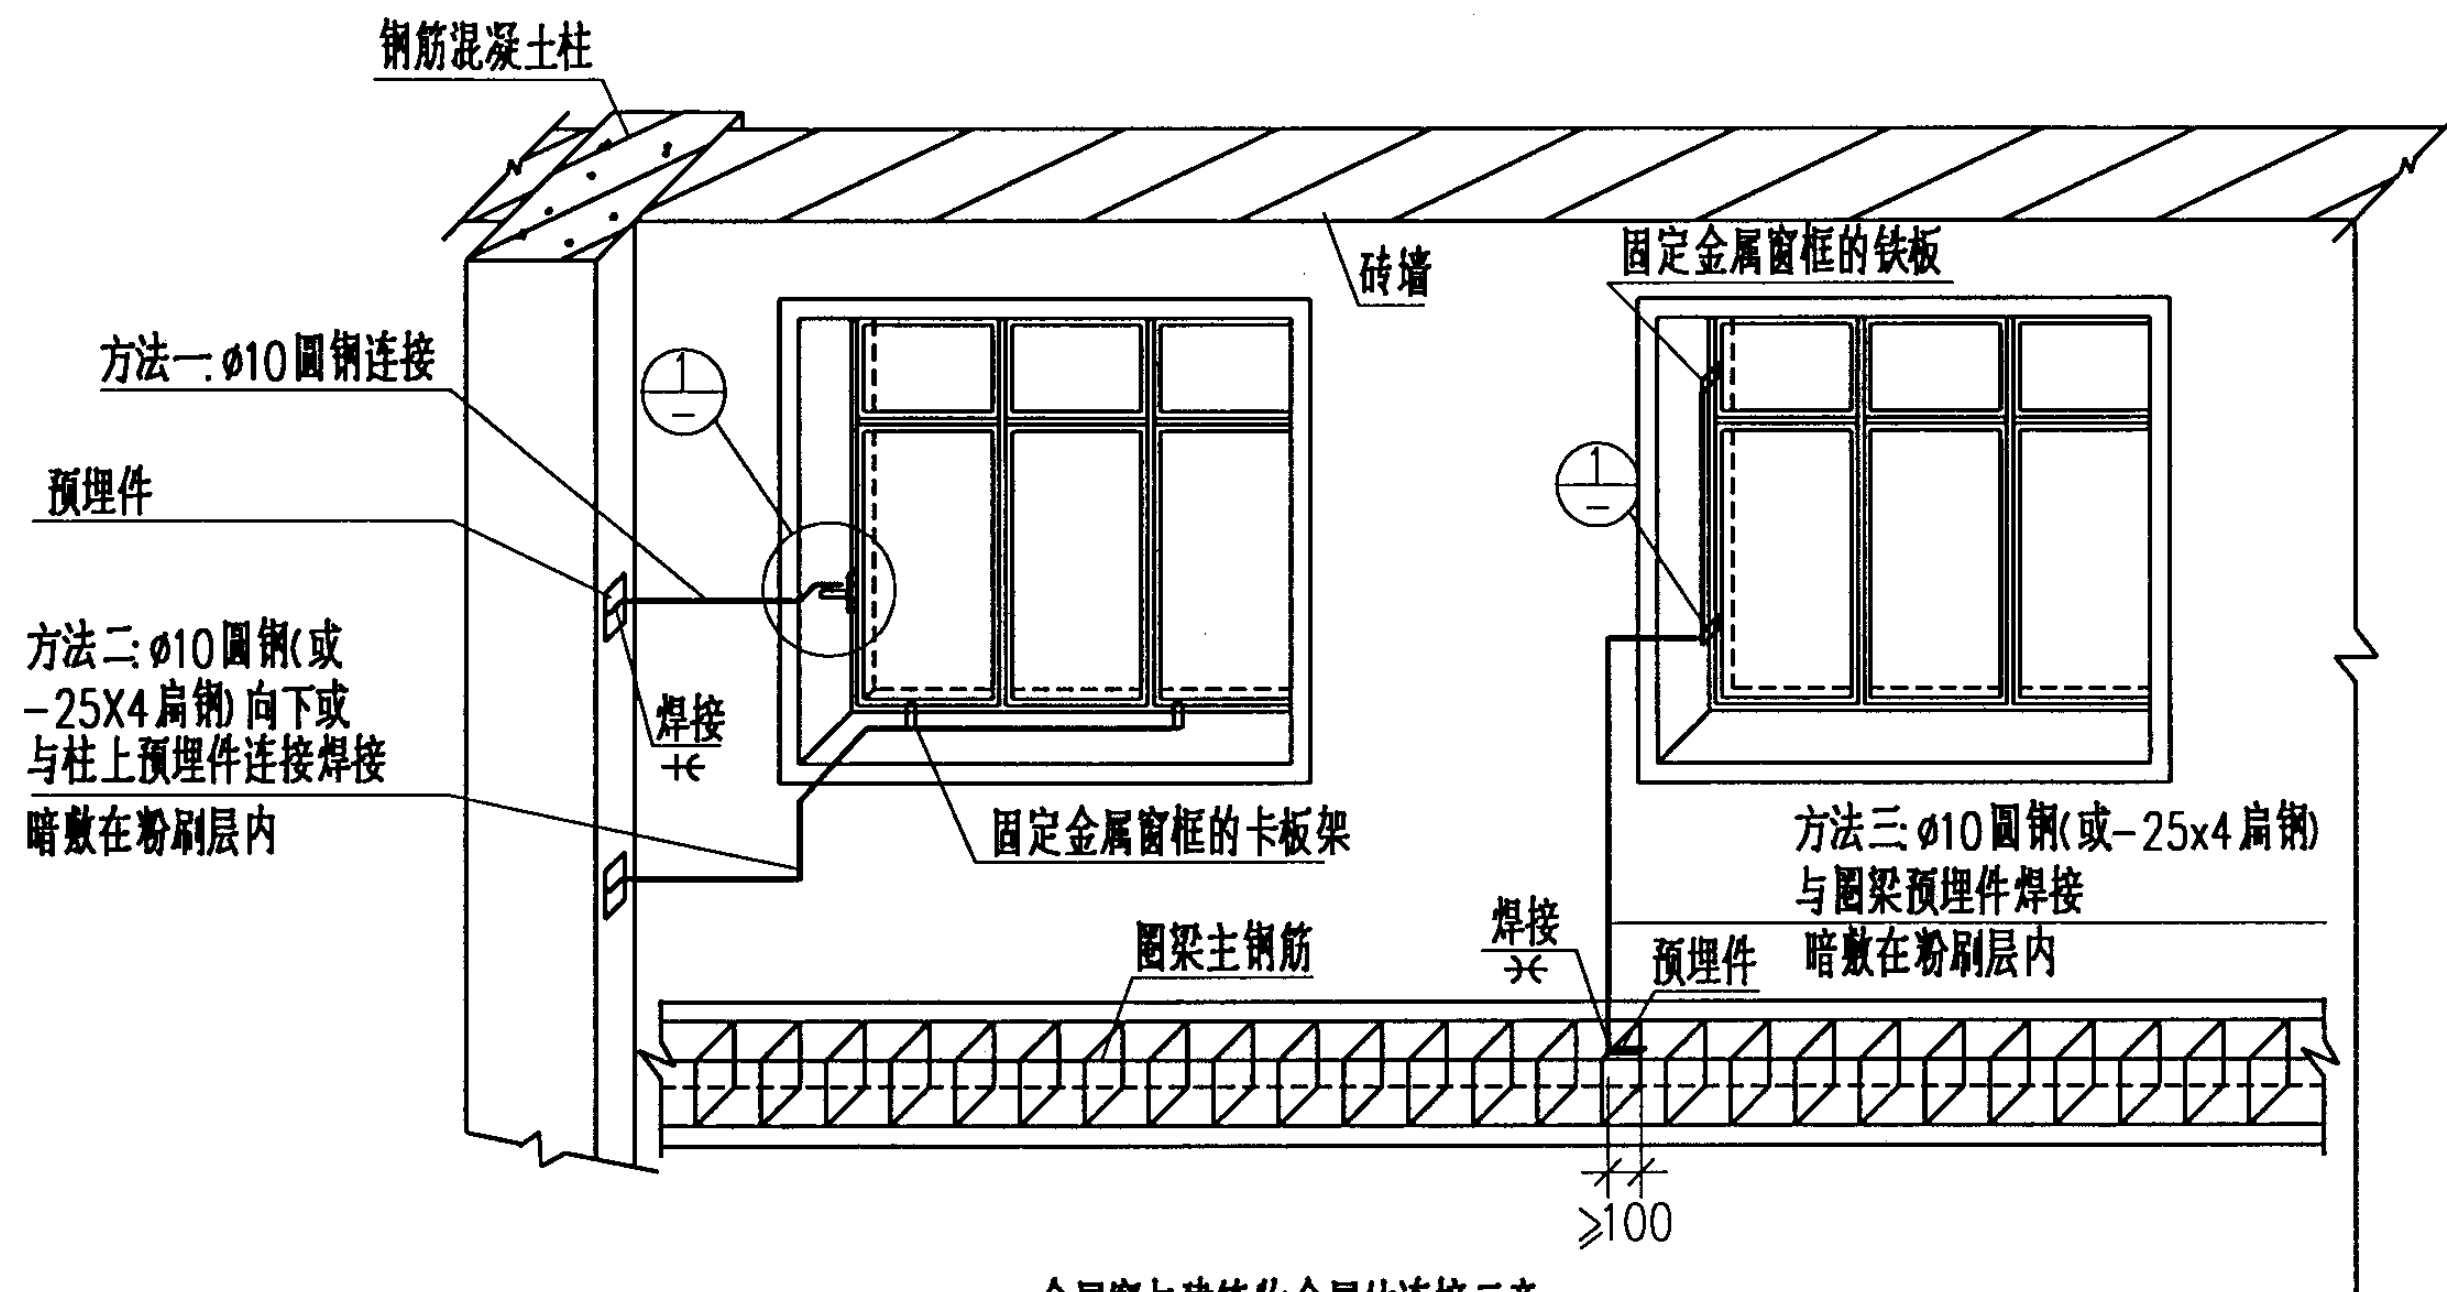 钢筋混凝土柱
砖墙
固定金属窗框的铁板
方法一:ø10圆钢连接
1
–
预埋件
1
–
方法二:ø10圆钢(或
-25X4扁钢)向下或
与柱上预埋件连接焊接
暗敷在粉刷层内
焊接
固定金属窗框的卡板架
方法三:ø10圆钢(或-25x4扁钢)
与圈梁预埋件焊接
暗敷在粉刷层内
圈梁主钢筋
焊接
预埋件
≥100